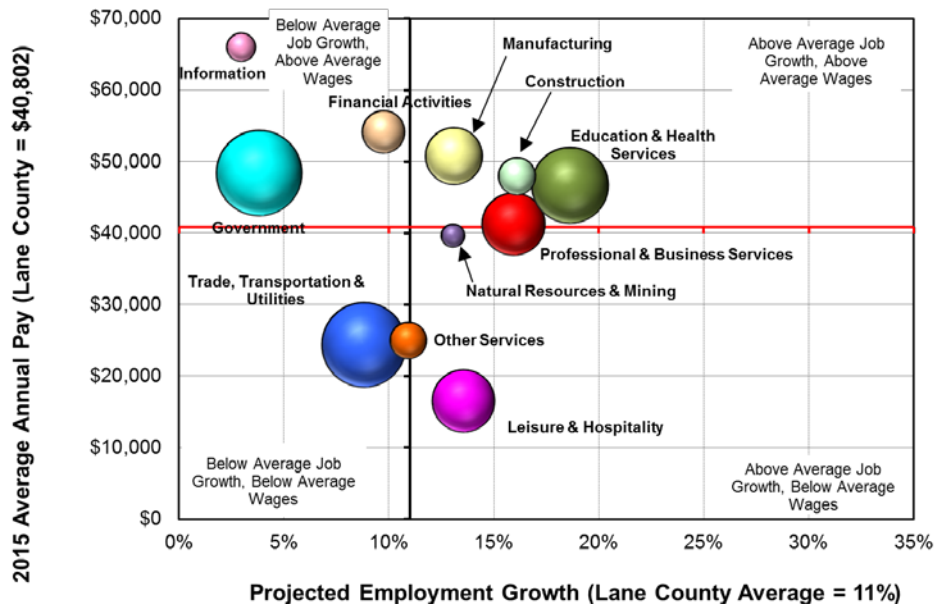 2015 Average Annual Pay (Lane County = $40,802)
$70,000
$60,000
$50,000
$40,000
$30,000
$20,000
$10,000
$0
Below Average
Job Growth,
Above Average
Wages
Above Average Job
Growth, Above
Average Wages
Information
Financial Activities
Manufacturing
Construction
Education & Health
Services
Government
Professional & Business Services
Natural Resources & Mining
Trade, Transportation &
Utilities
Other Services
Leisure & Hospitality
Below Average Job
Growth, Below Average
Wages
Above Average Job
Growth, Below Average
Wages
0%
5%
10%
15%
20%
25%
30%
35%
Projected Employment Growth (Lane County Average = 11%)